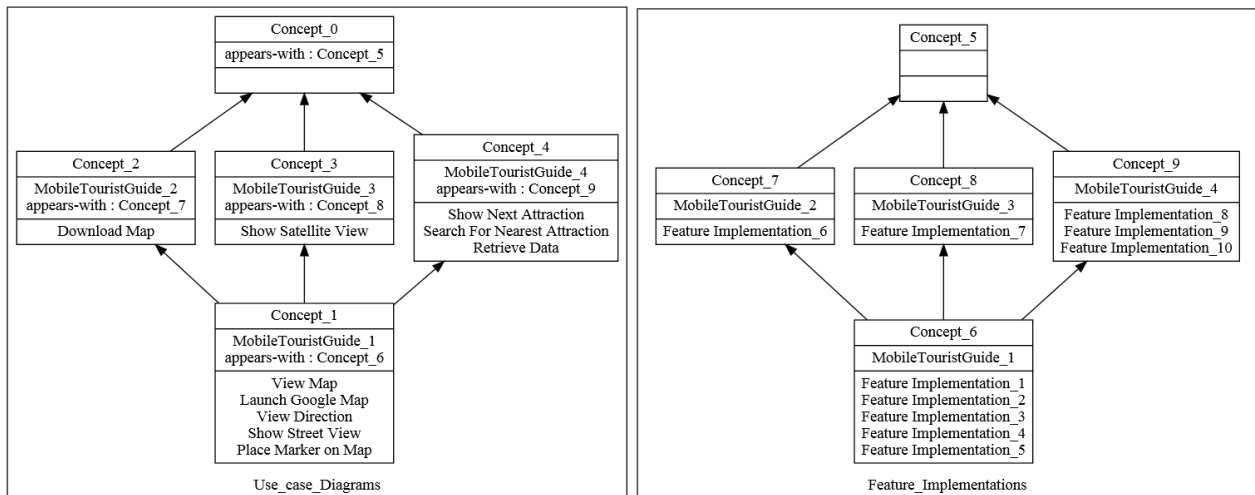 Concept_0
appears-with : Concept_5
Concept_2
MobileTouristGuide_2
appears-with : Concept_7
Download Map
Concept_3
MobileTouristGuide_3
appears-with : Concept_8
Show Satellite View
Concept_4
MobileTouristGuide_4
appears-with : Concept_9
Show Next Attraction
Search For Nearest Attraction
Retrieve Data
Concept_1
MobileTouristGuide_1
appears-with : Concept_6
View Map
Launch Google Map
View Direction
Show Street View
Place Marker on Map
Use_case_Diagrams
Concept_5
Concept_7
MobileTouristGuide_2
Feature Implementation_6
Concept_8
MobileTouristGuide_3
Feature Implementation_7
Concept_9
MobileTouristGuide_4
Feature Implementation_8
Feature Implementation_9
Feature Implementation_10
Concept_6
MobileTouristGuide_1
Feature Implementation_1
Feature Implementation_2
Feature Implementation_3
Feature Implementation_4
Feature Implementation_5
Feature_Implementations